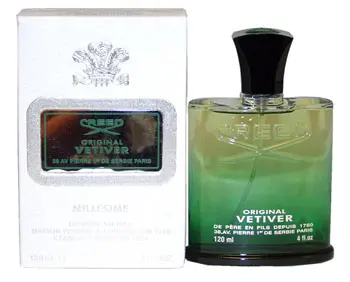 CREED
ORIGINAL
VETIVER
38, AV. PIERRE 1er DE SERBIE PARIS
MILLESIME
CREED
ORIGINAL
VETIVER
DE PÈRE EN FILS DEPUIS 1760
38, AV. PIERRE 1er DE SERBIE PARIS
120 ml
4 fl.oz